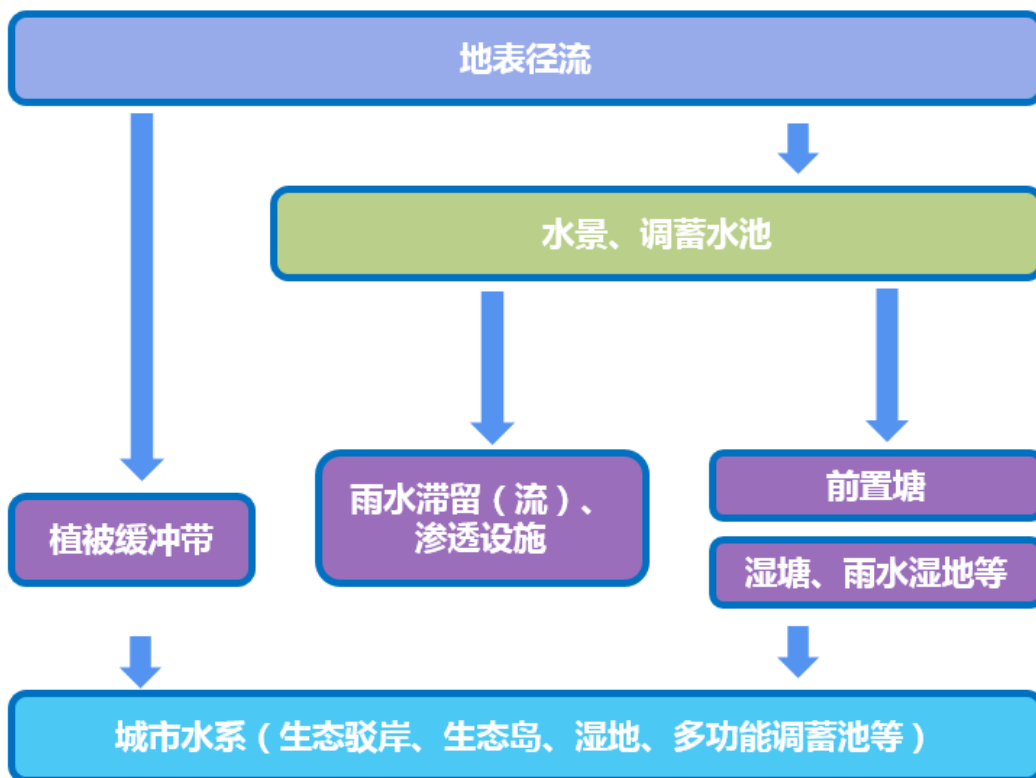 地表径流
水景、调蓄水池
雨水滞留（流）、
渗透设施
前置塘
植被缓冲带
湿塘、雨水湿地等
城市水系（生态驳岸、生态岛、湿地、多功能调蓄池等）